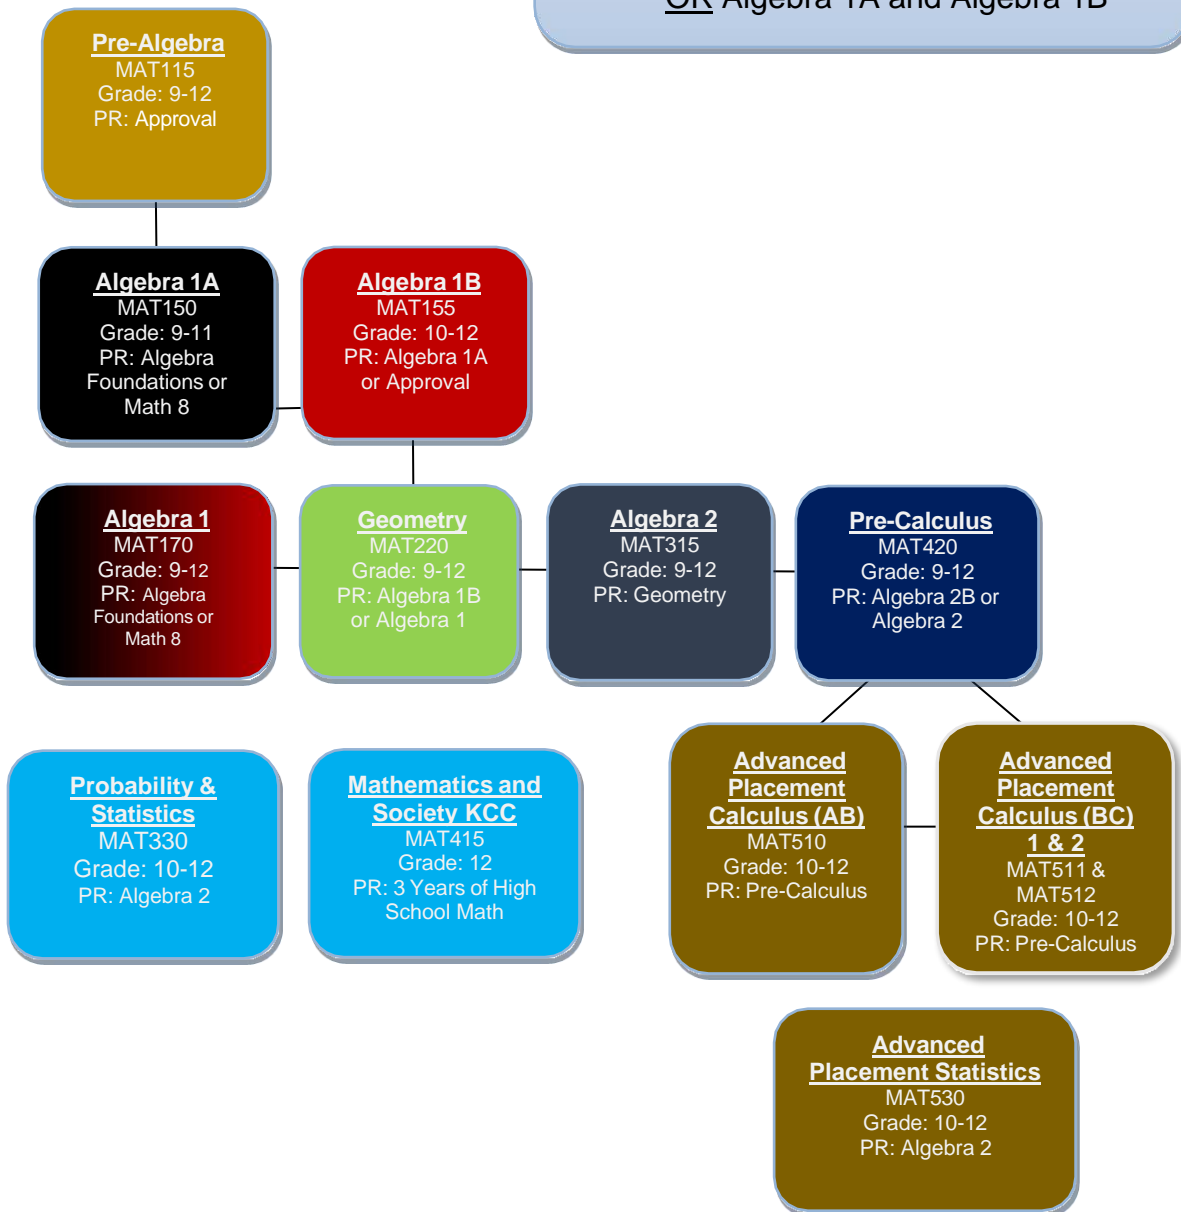 OR Algebra 1A and Algebra 1B
Pre-Algebra
MAT115
Grade: 9-12
PR: Approval
Algebra 1A
MAT150
Grade: 9-11
PR: Algebra
Foundations or
Math 8
Algebra 1B
MAT155
Grade: 10-12
PR: Algebra 1A
or Approval
Algebra 1
MAT170
Grade: 9-12
PR: Algebra
Foundations or
Math 8
Geometry
MAT220
Grade: 9-12
PR: Algebra 1B
or Algebra 1
Algebra 2
MAT315
Grade: 9-12
PR: Geometry
Pre-Calculus
MAT420
Grade: 9-12
PR: Algebra 2B or
Algebra 2
Probability &
Statistics
MAT330
Grade: 10-12
PR: Algebra 2
Mathematics and
Society KCC
MAT415
Grade: 12
PR: 3 Years of High
School Math
Advanced
Placement
Calculus (AB)
MAT510
Grade: 10-12
PR: Pre-Calculus
Advanced
Placement
Calculus (BC)
1 & 2
MAT511 &
MAT512
Grade: 10-12
PR: Pre-Calculus
Advanced
Placement Statistics
MAT530
Grade: 10-12
PR: Algebra 2